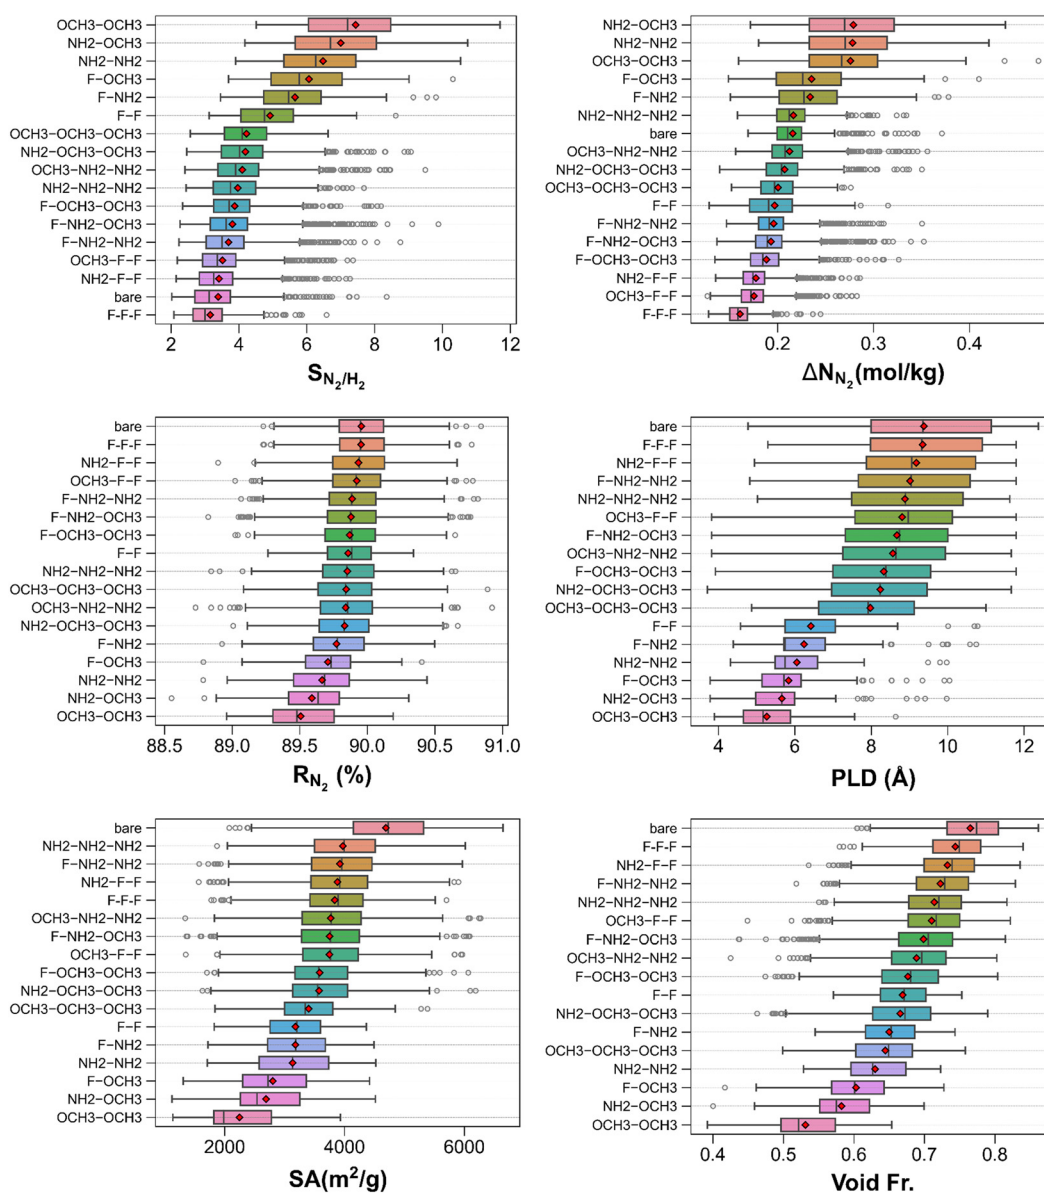 OCH3-OCH3
NH2-OCH3
NH2-NH2
F-OCH3
F-NH2
F-F
OCH3-OCH3-OCH3
NH2-OCH3-OCH3
OCH3-NH2-NH2
NH2-NH2-NH2
F-OCH3-OCH3
F-NH2-OCH3
F-NH2-NH2
OCH3-F-F
NH2-F-F
bare
F-F-F
2 4 6 8 10 12
S_{N_2/H_2}
NH2-OCH3
NH2-NH2
OCH3-OCH3
F-OCH3
F-NH2
NH2-NH2-NH2
bare
OCH3-NH2-NH2
NH2-OCH3-OCH3
OCH3-OCH3-OCH3
F-F
F-NH2-NH2
F-NH2-OCH3
F-OCH3-OCH3
NH2-F-F
OCH3-F-F
F-F-F
0.2 0.3 0.4
ΔN_{N_2}(mol/kg)
bare
F-F-F
NH2-F-F
OCH3-F-F
F-NH2-NH2
F-NH2-OCH3
F-OCH3-OCH3
F-F
NH2-NH2-NH2
OCH3-OCH3-OCH3
OCH3-NH2-NH2
NH2-OCH3-OCH3
F-NH2
F-OCH3
NH2-NH2
NH2-OCH3
OCH3-OCH3
88.5 89.0 89.5 90.0 90.5 91.0
R_{N_2} (%)
bare
F-F-F
NH2-F-F
F-NH2-NH2
NH2-NH2-NH2
OCH3-F-F
F-NH2-OCH3
OCH3-NH2-NH2
F-OCH3-OCH3
NH2-OCH3-OCH3
OCH3-OCH3-OCH3
F-F
F-NH2
NH2-NH2
F-OCH3
NH2-OCH3
OCH3-OCH3
4 6 8 10 12
PLD (Å)
bare
NH2-NH2-NH2
F-NH2-NH2
NH2-F-F
F-F-F
OCH3-NH2-NH2
F-NH2-OCH3
OCH3-F-F
F-OCH3-OCH3
NH2-OCH3-OCH3
OCH3-OCH3-OCH3
F-F
F-NH2
NH2-NH2
F-OCH3
NH2-OCH3
OCH3-OCH3
2000 4000 6000
SA(m²/g)
bare
F-F-F
NH2-F-F
F-NH2-NH2
NH2-NH2-NH2
OCH3-F-F
F-NH2-OCH3
OCH3-NH2-NH2
F-OCH3-OCH3
F-F
NH2-OCH3-OCH3
F-NH2
OCH3-OCH3-OCH3
NH2-NH2
F-OCH3
NH2-OCH3
OCH3-OCH3
0.4 0.5 0.6 0.7 0.8
Void Fr.